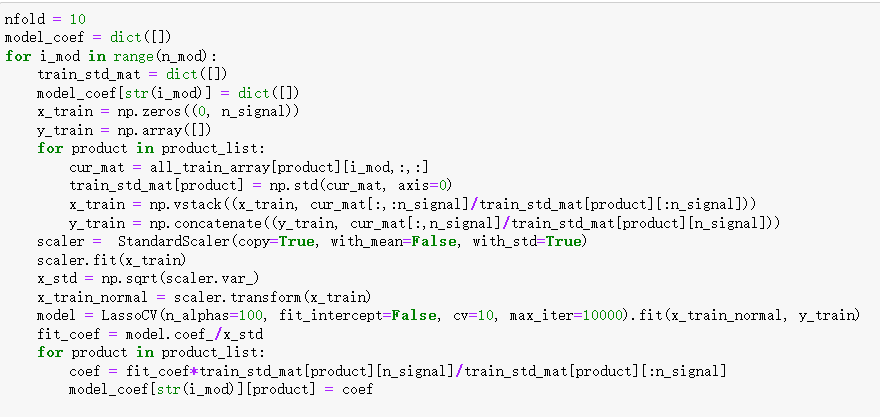 nfold = 10
model_coef = dict([])
for i_mod in range(n_mod):
    train_std_mat = dict([])
    model_coef[str(i_mod)] = dict([])
    x_train = np.zeros((0, n_signal))
    y_train = np.array([])
    for product in product_list:
        cur_mat = all_train_array[product][i_mod,:,:]
        train_std_mat[product] = np.std(cur_mat, axis=0)
        x_train = np.vstack((x_train, cur_mat[:,:n_signal]/train_std_mat[product][:n_signal]))
        y_train = np.concatenate((y_train, cur_mat[:,n_signal]/train_std_mat[product][n_signal]))
    scaler =  StandardScaler(copy=True, with_mean=False, with_std=True)
    scaler.fit(x_train)
    x_std = np.sqrt(scaler.var_)
    x_train_normal = scaler.transform(x_train)
    model = LassoCV(n_alphas=100, fit_intercept=False, cv=10, max_iter=10000).fit(x_train_normal, y_train)
    fit_coef = model.coef_/x_std
    for product in product_list:
        coef = fit_coef*train_std_mat[product][n_signal]/train_std_mat[product][:n_signal]
        model_coef[str(i_mod)][product] = coef